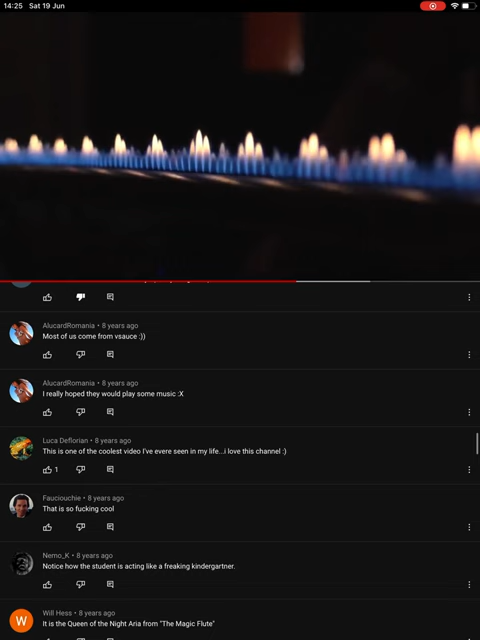 14:25 Sat 19 Jun
AlucardRomania • 8 years ago
Most of us come from vsauce :))
AlucardRomania • 8 years ago
I really hoped they would play some music :X
Luca Deflorian • 8 years ago
This is one of the coolest video I've evere seen in my life...i love this channel :)
1
Fauciouchie • 8 years ago
That is so fucking cool
Nemo_K • 8 years ago
Notice how the student is acting like a freaking kindergartner.
W
Will Hess • 8 years ago
It is the Queen of the Night Aria from "The Magic Flute"